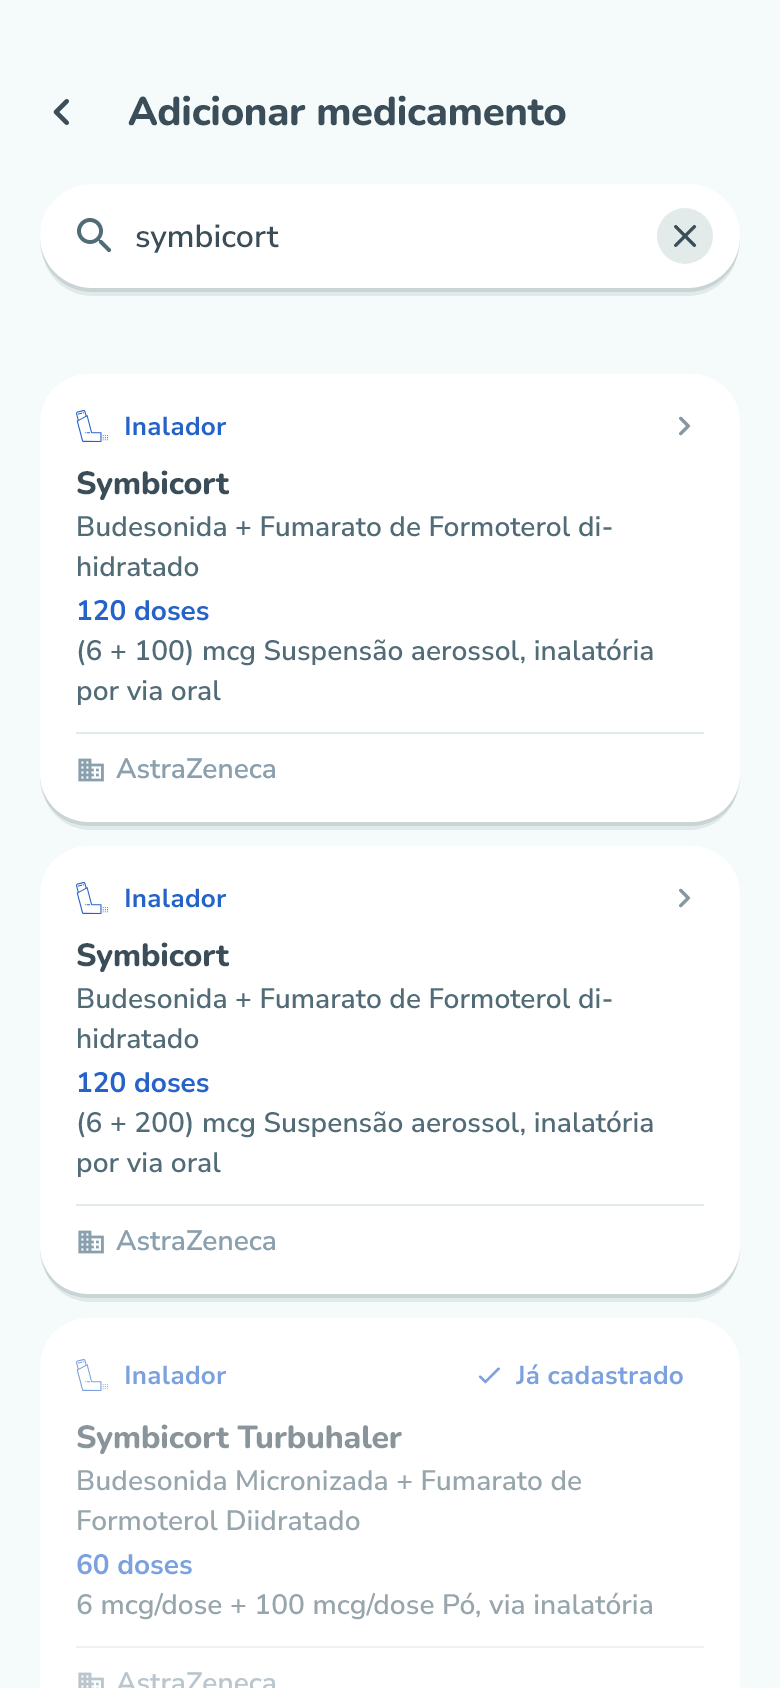 Adicionar medicamento
symbicort
Inalador
Symbicort
Budesonida + Fumarato de Formoterol di-
hidratado
120 doses
(6 + 100) mcg Suspensão aerossol, inalatória
por via oral
AstraZeneca
Inalador
Symbicort
Budesonida + Fumarato de Formoterol di-
hidratado
120 doses
(6 + 200) mcg Suspensão aerossol, inalatória
por via oral
AstraZeneca
Inalador
Já cadastrado
Symbicort Turbuhaler
Budesonida Micronizada + Fumarato de
Formoterol Diidratado
60 doses
6 mcg/dose + 100 mcg/dose Pó, via inalatória
AstraZeneca